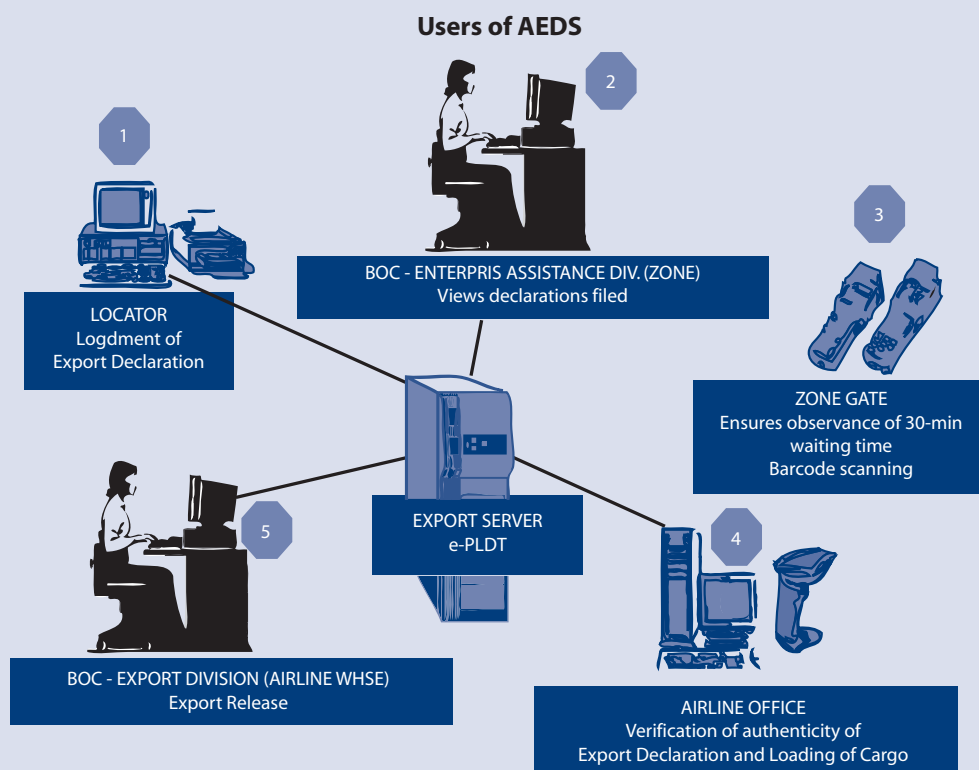 Users of AEDS
1
LOCATOR
Logdment of
Export Declaration
2
BOC - ENTERPRIS ASSISTANCE DIV. (ZONE)
Views declarations filed
3
ZONE GATE
Ensures observance of 30-min
waiting time
Barcode scanning
EXPORT SERVER
e-PLDT
4
AIRLINE OFFICE
Verification of authenticity of
Export Declaration and Loading of Cargo
5
BOC - EXPORT DIVISION (AIRLINE WHSE)
Export Release